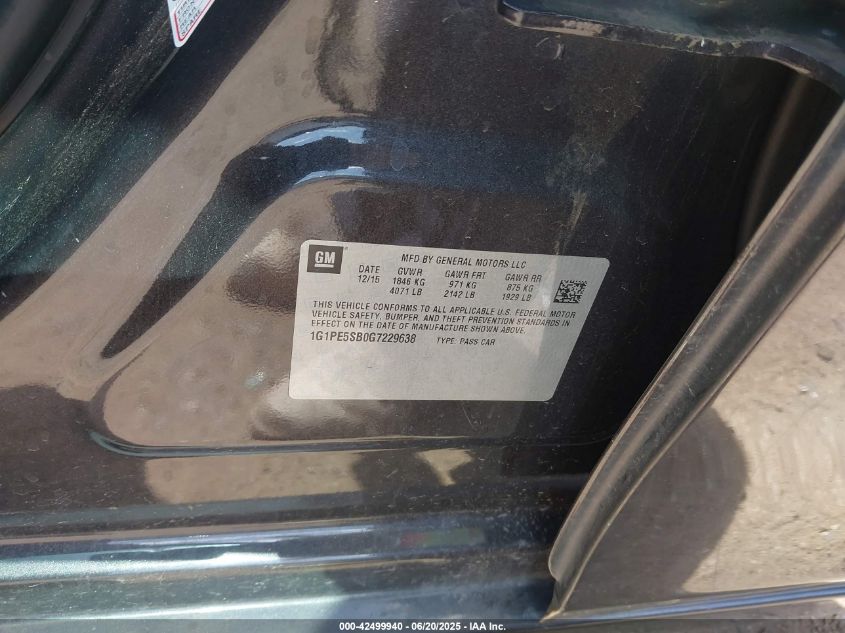 GM
MFD BY GENERAL MOTORS LLC
DATE GVWR GAWR FRT GAWR RR
12/15 1846 KG 971 KG 875 KG
4071 LB 2142 LB 1929 LB
THIS VEHICLE CONFORMS TO ALL APPLICABLE U.S. FEDERAL MOTOR
VEHICLE SAFETY, BUMPER, AND THEFT PREVENTION STANDARDS IN
EFFECT ON THE DATE OF MANUFACTURE SHOWN ABOVE.
1G1PE5SB0G7229638 TYPE: PASS CAR
000-42499940 - 06/20/2025 - IAA Inc.